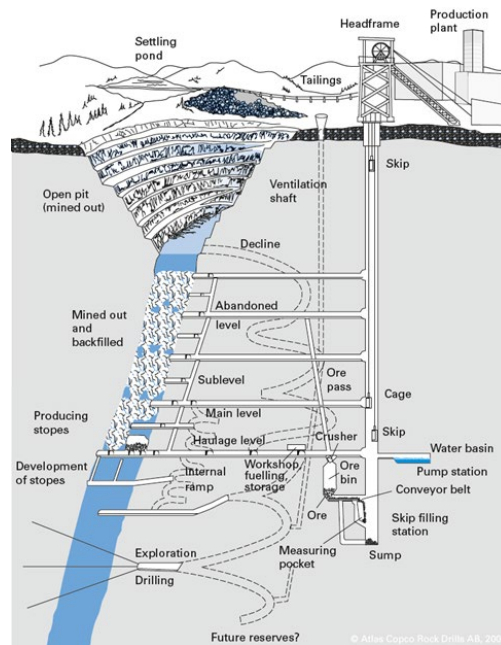 Settling
pond
Headframe
Production
plant
Tailings
Skip
Open pit
(mined out)
Ventilation
shaft
Decline
Mined out
and
backfilled
Abandoned
level
Ore
pass
Sublevel
Cage
Main level
Producing
stopes
Haulage level
Crusher
Skip
Water basin
Development
of stopes
Internal
ramp
Workshop,
fuelling,
storage
Ore
bin
Pump station
Conveyor belt
Ore
Skip filling
station
Measuring
pocket
Sump
Exploration
Drilling
Future reserves?
© Atlas Copco Rock Drills AB, 200